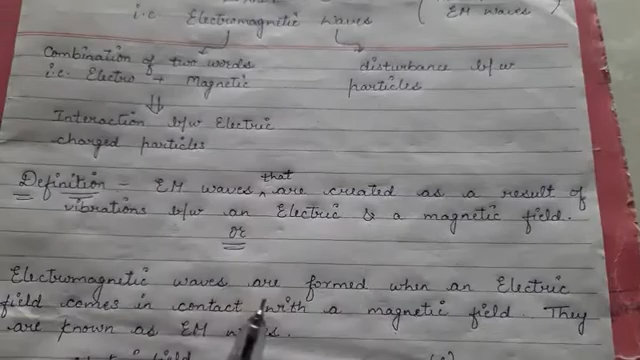 i.e Electromagnetic waves ( EM waves )
Combination of two words
i.e. Electro + Magnetic
disturbance b/w
particles
Interaction b/w Electric
charged particles
Definition - EM waves that are created as a result of
vibrations b/w an Electric & a magnetic field.
Or
Electromagnetic waves are formed when an Electric
field comes in contact with a magnetic field. They
are known as EM
field